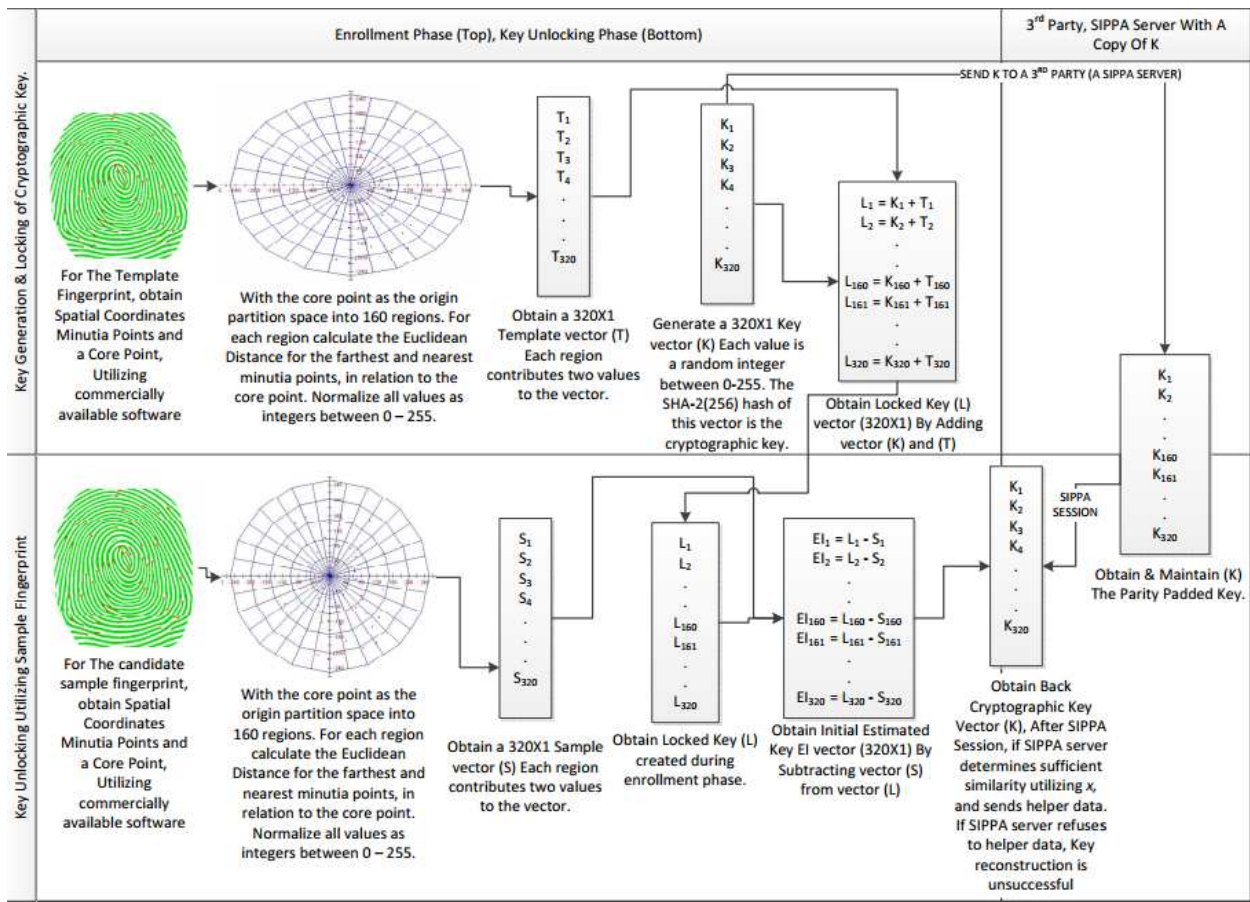 Enrollment Phase (Top), Key Unlocking Phase (Bottom)
3rd Party, SIPPA Server With A
Copy Of K
Key Generation & Locking of Cryptographic Key.
SEND K TO A 3RD PARTY (A SIPPA SERVER)
For The Template
Fingerprint, obtain
Spatial Coordinates
Minutia Points and
a Core Point,
Utilizing
commercially
available software
With the core point as the origin
partition space into 160 regions. For
each region calculate the Euclidean
Distance for the farthest and nearest
minutia points, in relation to the
core point. Normalize all values as
integers between 0 – 255.
T1
T2
T3
T4
.
.
.
T320
Obtain a 320X1
Template vector (T)
Each region
contributes two
values to the vector.
K1
K2
K3
K4
.
.
.
K320
Generate a 320X1 Key
vector (K) Each value is
a random integer
between 0-255. The
SHA-2(256) hash of
this vector is the
cryptographic key.
L1 = K1 + T1
L2 = K2 + T2
.
.
L160 = K160 + T160
L161 = K161 + T161
.
.
L320 = K320 + T320
Obtain Locked Key (L)
vector (320X1) By Adding
vector (K) and (T)
K1
K2
.
.
K160
K161
.
.
K320
Obtain & Maintain (K)
The Parity Padded Key.
Key Unlocking Utilizing Sample Fingerprint
For The candidate
sample fingerprint,
obtain Spatial
Coordinates
Minutia Points and
a Core Point,
Utilizing
commercially
available software
With the core point as the
origin partition space into
160 regions. For each region
calculate the Euclidean
Distance for the farthest and
nearest minutia points, in
relation to the core point.
Normalize all values as
integers between 0 – 255.
S1
S2
S3
S4
.
.
.
S320
Obtain a 320X1 Sample
vector (S) Each region
contributes two values
to the vector.
L1
L2
.
.
L160
L161
.
.
L320
Obtain Locked Key (L)
created during
enrollment phase.
EI1 = L1 - S1
EI2 = L2 - S2
.
.
EI160 = L160 - S160
EI161 = L161 - S161
.
.
EI320 = L320 - S320
Obtain Initial Estimated
Key EI vector (320X1) By
Subtracting vector (S)
from vector (L)
K1
K2
K3
K4
.
.
.
K320
SIPPA
SESSION
Obtain Back
Cryptographic Key
Vector (K), After SIPPA
Session, if SIPPA server
determines sufficient
similarity utilizing x,
and sends helper data.
If SIPPA server refuses
to helper data, Key
reconstruction is
unsuccessful